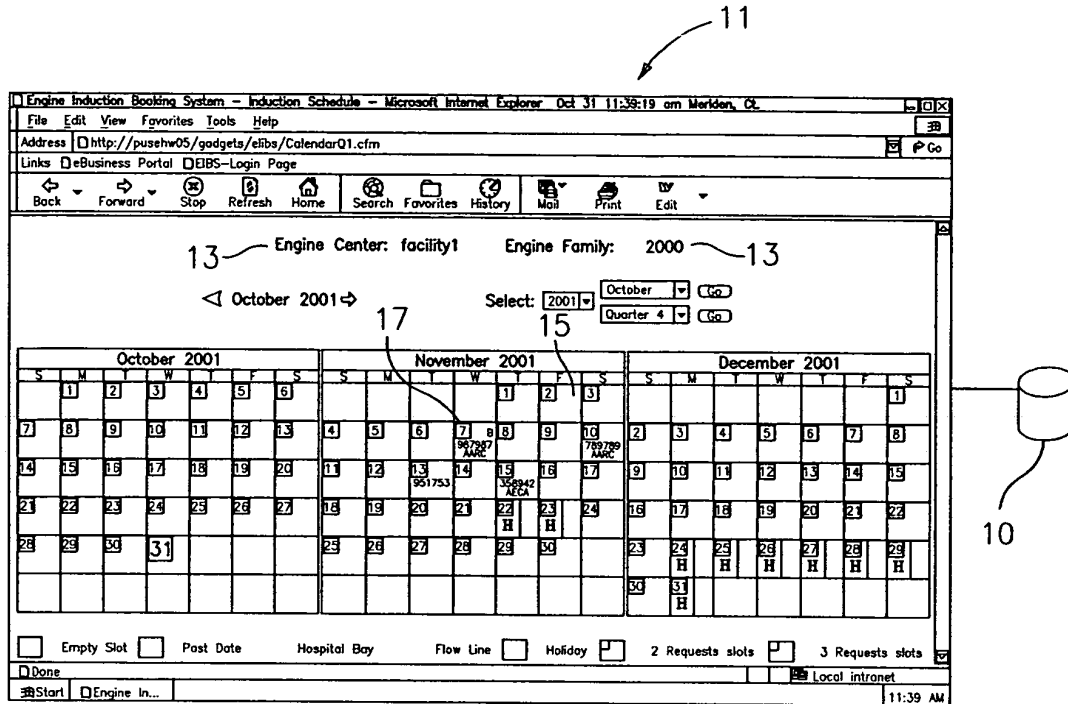 11
Engine Induction Booking System – Induction Schedule – Microsoft Internet Explorer Oct 31 11:39:19 am Meriden, Ct.
File Edit View Favorites Tools Help
Address http://pusehw05/gadgets/elibs/CalendarQ1.cfm Go
Links eBusiness Portal EIBS-Login Page
Back Forward Stop Refresh Home Search Favorites History Mail Print Edit
13 Engine Center: facility1 Engine Family: 2000 13
October 2001 Select: 2001 October Go
Quarter 4 Go
17 15
October 2001 November 2001 December 2001
S M T W T F S S M T W T F S S M T W T F S
1 2 3 4 5 6 1 2 3 1
7 8 9 10 11 12 13 4 5 6 7 B 8 9 10 2 3 4 5 6 7 8
987987 789789
AARC AARC
14 15 16 17 18 19 20 11 12 13 14 15 16 17 9 10 11 12 13 14 15
951753 358942
AECA
21 22 23 24 25 26 27 18 19 20 21 22 23 24 16 17 18 19 20 21 22
H H
28 29 30 31 25 26 27 28 29 30 23 24 25 26 27 28 29
H H H H H H
30 31
H
10
Empty Slot Past Date Hospital Bay Flow Line Holiday 2 Requests slots 3 Requests slots
Done Local intranet
Start Engine In... 11:39 AM